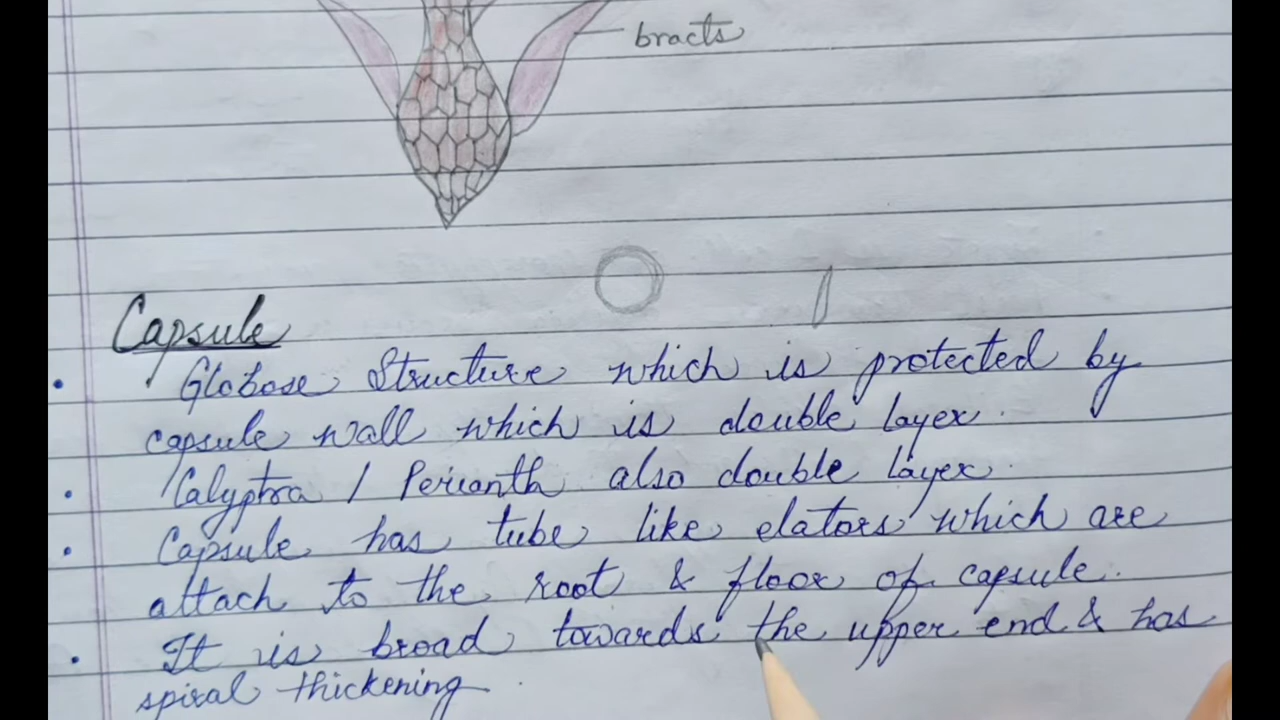 bracts
Capsule
• Globose Structure which is protected by
capsule wall which is double layer.
• Calyptra / Perianth also double layer.
• Capsule has tube like elators which are
attach to the root & floor of capsule.
• It is broad towards the upper end & has
spiral thickening.